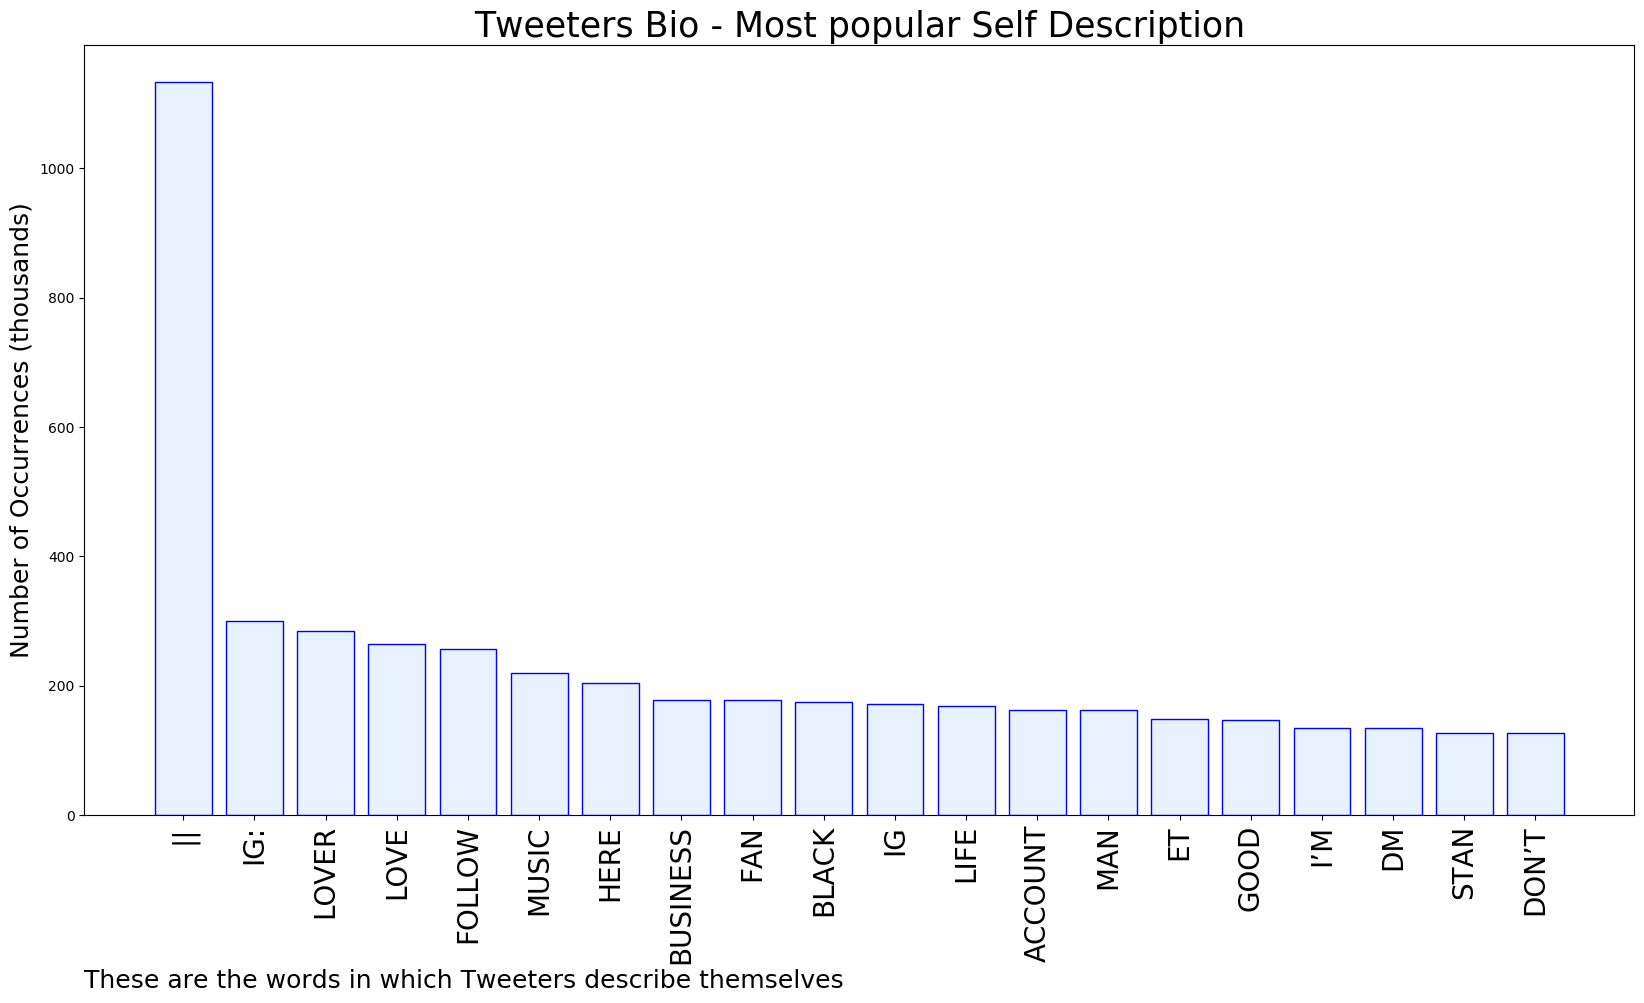 Tweeters Bio - Most popular Self Description
Number of Occurrences (thousands)
1000
800
600
400
200
0
||
IG:
LOVER
LOVE
FOLLOW
MUSIC
HERE
BUSINESS
FAN
BLACK
IG
LIFE
ACCOUNT
MAN
ET
GOOD
I’M
DM
STAN
DON’T
These are the words in which Tweeters describe themselves